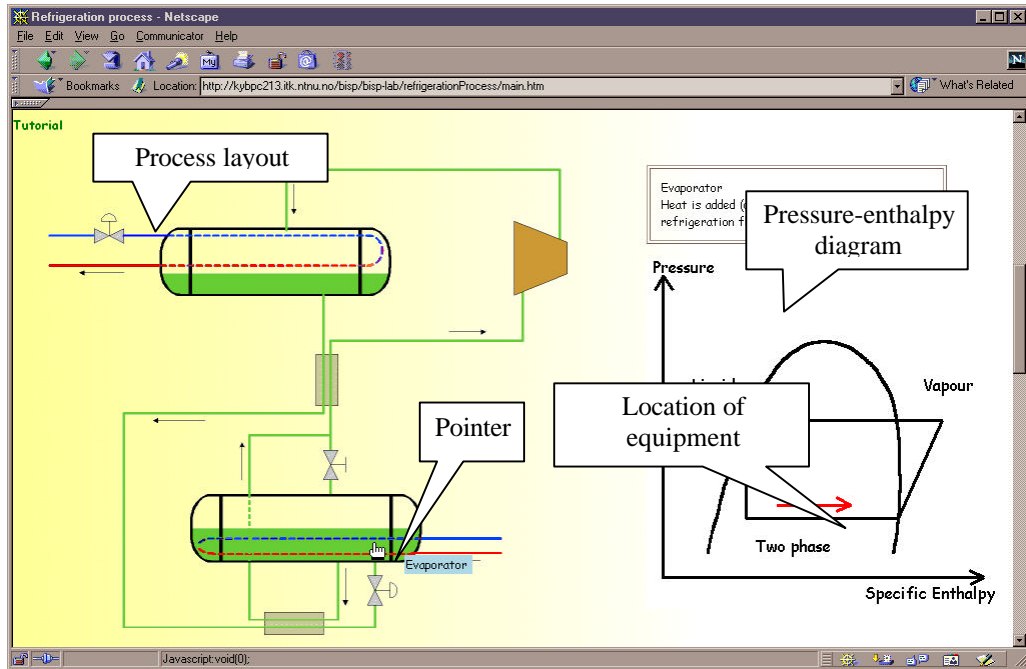 Refrigeration process - Netscape
File Edit View Go Communicator Help
My
N
Bookmarks Location: http://kybpc213.itk.ntnu.no/bisp/bisp-lab/refrigerationProcess/main.htm What's Related
Tutorial
Process layout
Evaporator
Heat is added
refrigeration
Pressure-enthalpy
diagram
Pressure
Vapour
Location of
equipment
Pointer
Two phase
Evaporator
Specific Enthalpy
Javascript:void(0);